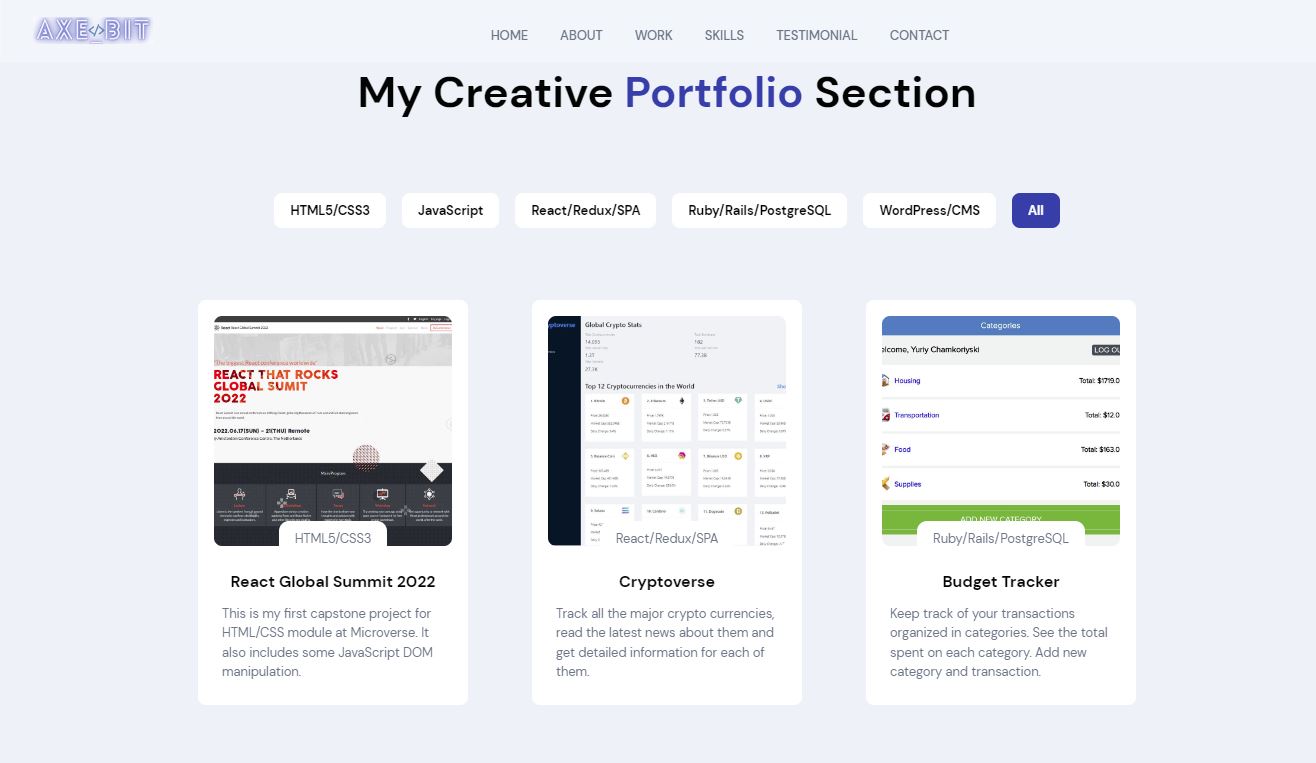 AXE</>BIT
HOME
ABOUT
WORK
SKILLS
TESTIMONIAL
CONTACT
My Creative Portfolio Section
HTML5/CSS3
JavaScript
React/Redux/SPA
Ruby/Rails/PostgreSQL
WordPress/CMS
All
React Global Summit 2022
"The biggest React conference worldwide"
REACT THAT ROCKS
GLOBAL SUMIT
2022
2022.06.17(SUN) - 21(THU) Remote
Main Program
HTML5/CSS3
React Global Summit 2022
This is my first capstone project for
HTML/CSS module at Microverse. It
also includes some JavaScript DOM
manipulation.
yptoverse
Global Crypto Stats
Top 12 Cryptocurrencies in the World
Sho
React/Redux/SPA
Cryptoverse
Track all the major crypto currencies,
read the latest news about them and
get detailed information for each of
them.
Categories
elcome, Yuriy Chamkoriyski
LOG OU
Housing
Total: $1719.0
Transportation
Total: $12.0
Food
Total: $163.0
Supplies
Total: $30.0
ADD NEW CATEGORY
Ruby/Rails/PostgreSQL
Budget Tracker
Keep track of your transactions
organized in categories. See the total
spent on each category. Add new
category and transaction.